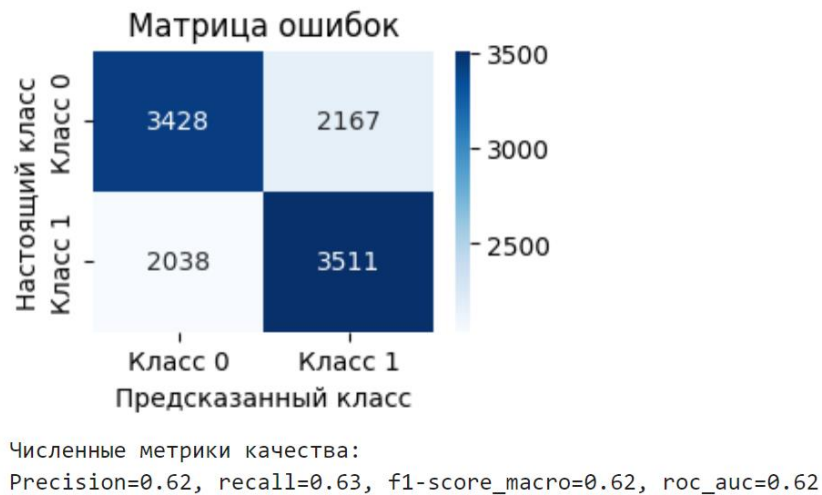 Матрица ошибок
Настоящий класс
Класс 0
Класс 1
3428 2167
2038 3511
3500
3000
2500
Класс 0 Класс 1
Предсказанный класс
Численные метрики качества:
Precision=0.62, recall=0.63, f1-score_macro=0.62, roc_auc=0.62